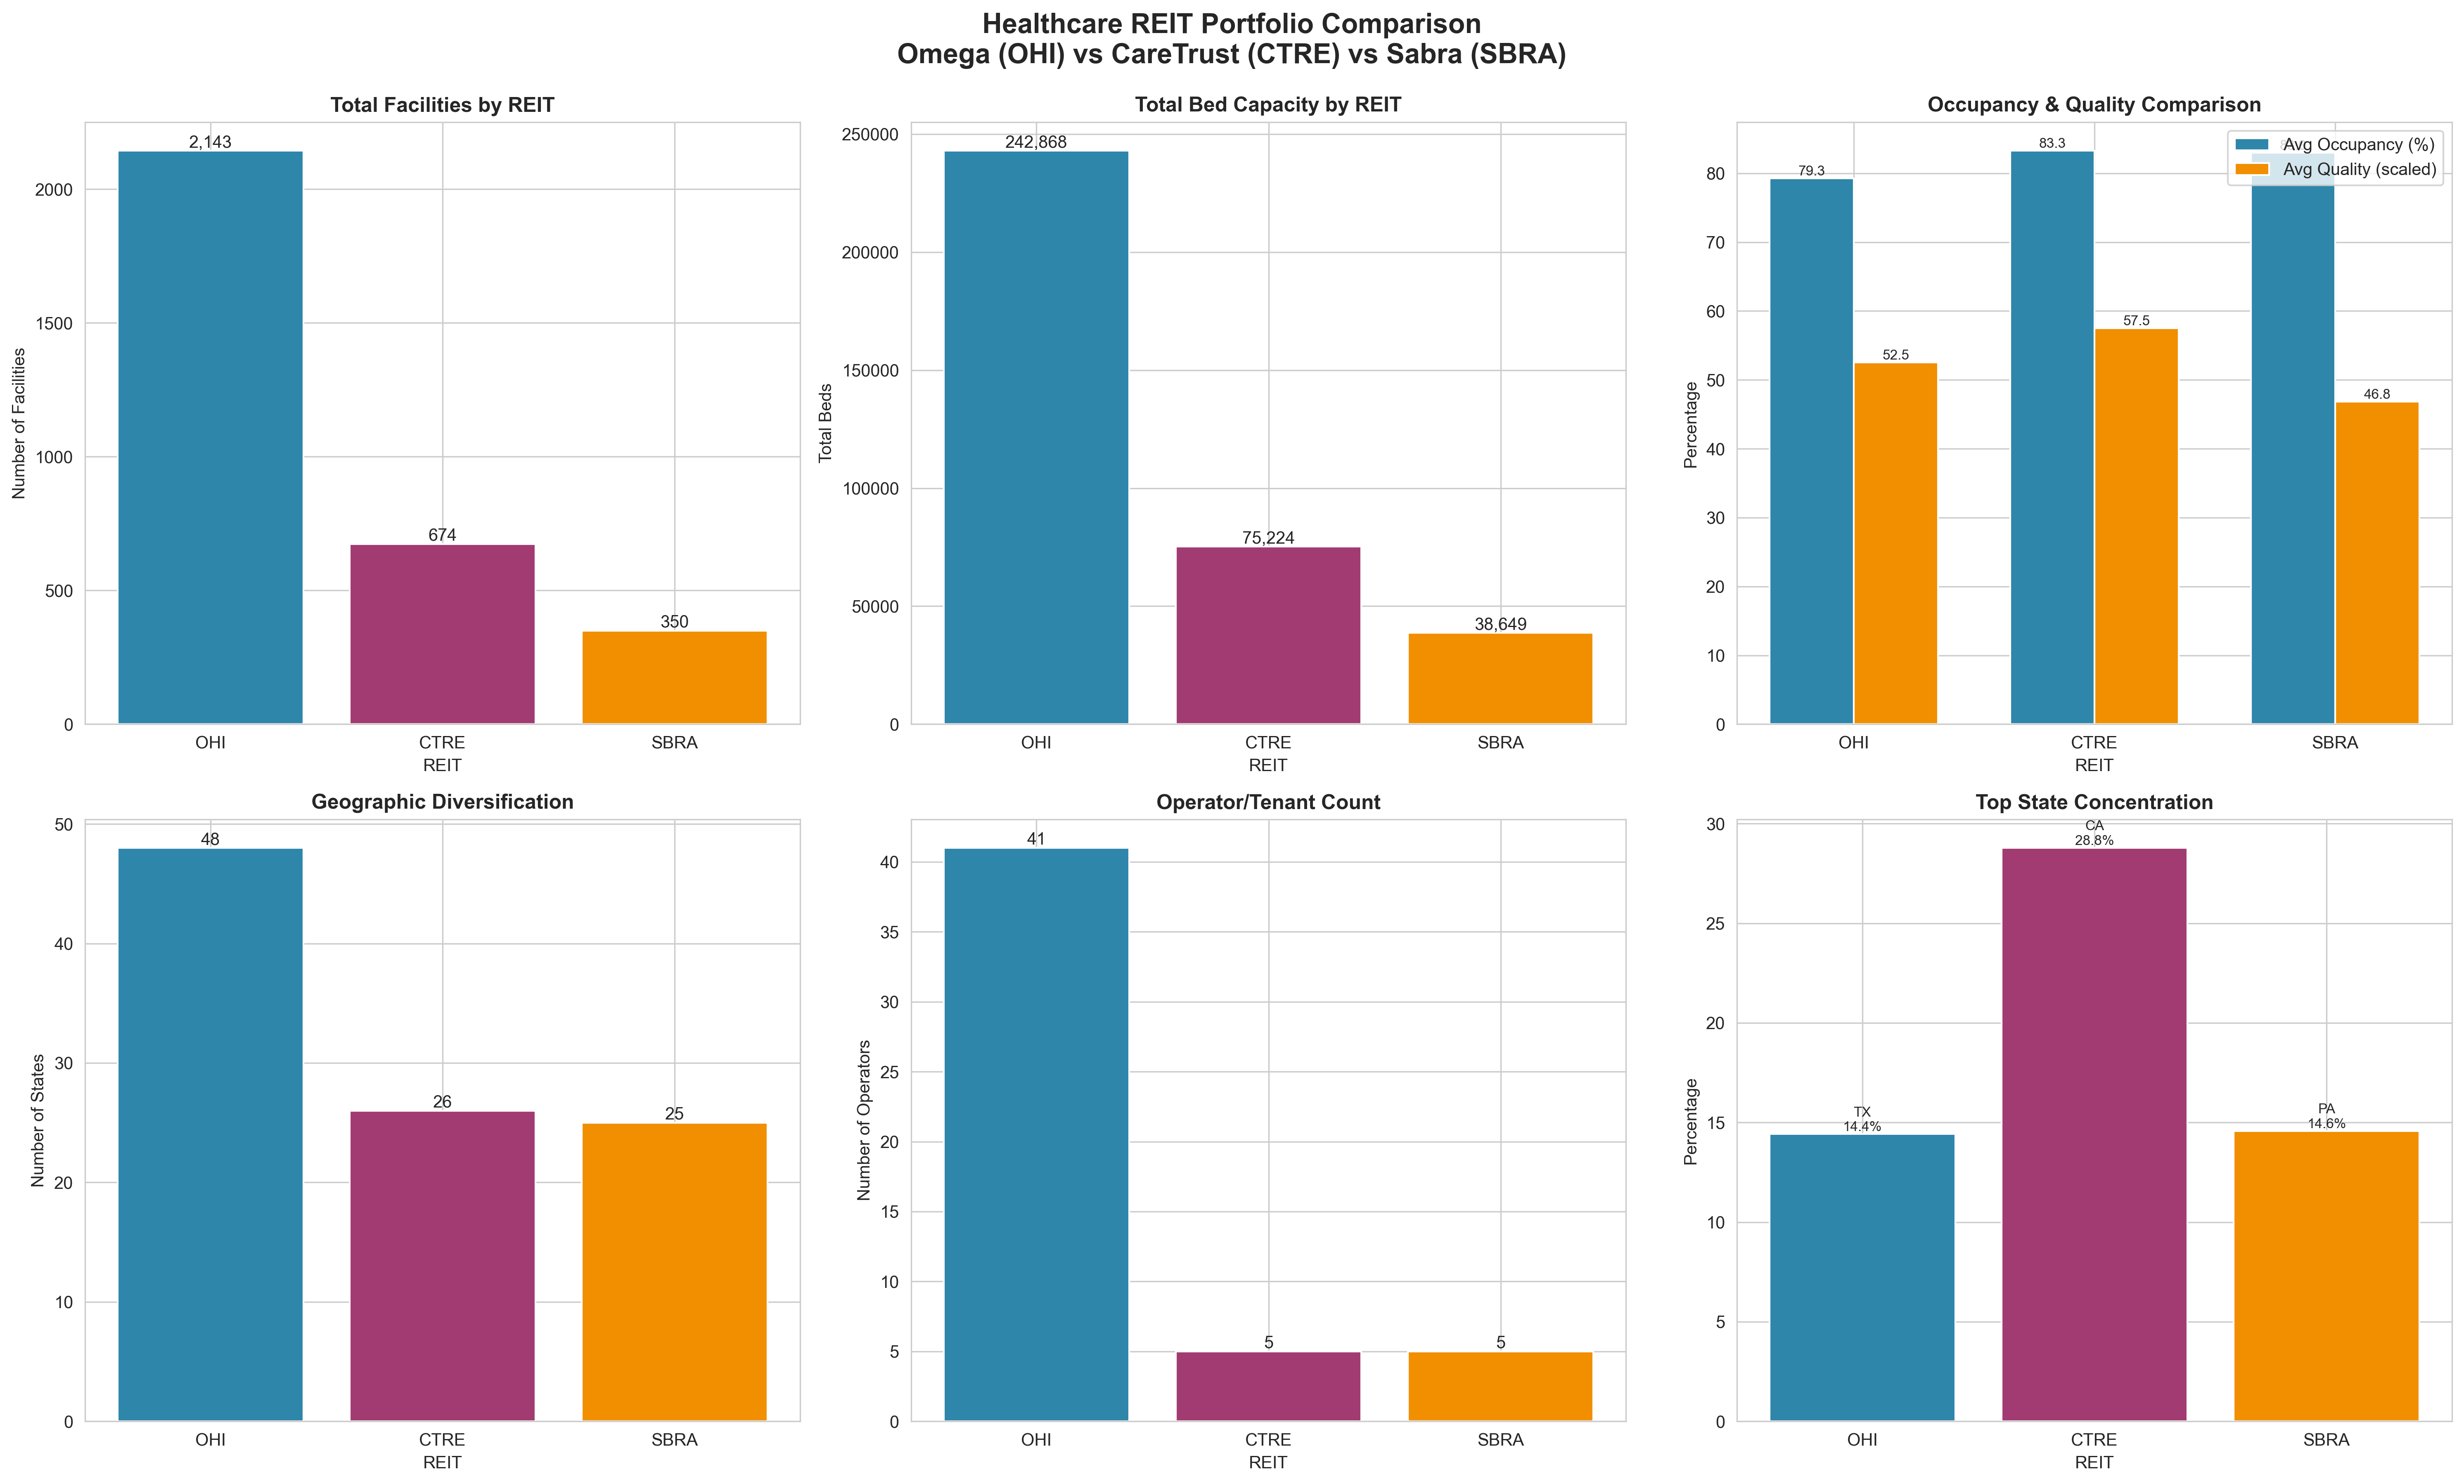 Healthcare REIT Portfolio Comparison
Omega (OHI) vs CareTrust (CTRE) vs Sabra (SBRA)
Total Facilities by REIT
2,143
674
350
2000
1500
1000
500
0
Number of Facilities
OHI
CTRE
SBRA
REIT
Total Bed Capacity by REIT
242,868
75,224
38,649
250000
200000
150000
100000
50000
0
Total Beds
OHI
CTRE
SBRA
REIT
Occupancy & Quality Comparison
Avg Occupancy (%)
Avg Quality (scaled)
79.3
52.5
83.3
57.5
46.8
80
70
60
50
40
30
20
10
0
Percentage
OHI
CTRE
SBRA
REIT
Geographic Diversification
48
26
25
50
40
30
20
10
0
Number of States
OHI
CTRE
SBRA
REIT
Operator/Tenant Count
41
5
5
40
35
30
25
20
15
10
5
0
Number of Operators
OHI
CTRE
SBRA
REIT
Top State Concentration
TX
14.4%
CA
28.8%
PA
14.6%
30
25
20
15
10
5
0
Percentage
OHI
CTRE
SBRA
REIT